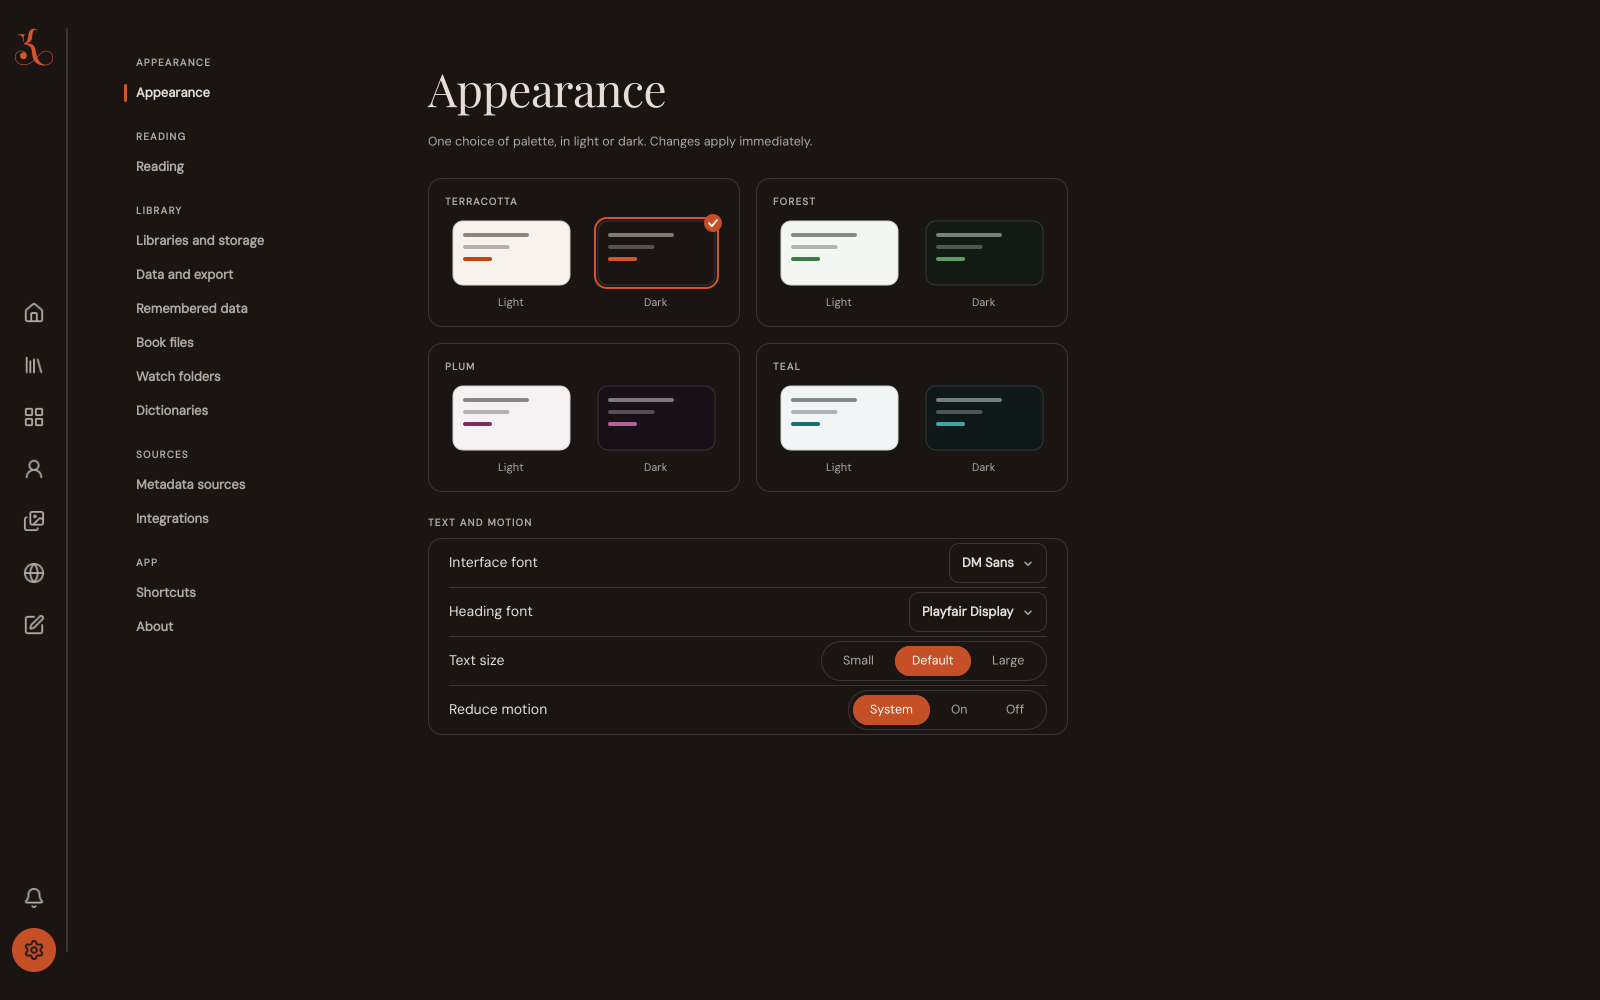 APPEARANCE
Appearance
READING
Reading
LIBRARY
Libraries and storage
Data and export
Remembered data
Book files
Watch folders
Dictionaries
SOURCES
Metadata sources
Integrations
APP
Shortcuts
About
Appearance
One choice of palette, in light or dark. Changes apply immediately.
TERRACOTTA
Light
Dark
FOREST
Light
Dark
PLUM
Light
Dark
TEAL
Light
Dark
TEXT AND MOTION
Interface font
DM Sans
Heading font
Playfair Display
Text size
Small
Default
Large
Reduce motion
System
On
Off